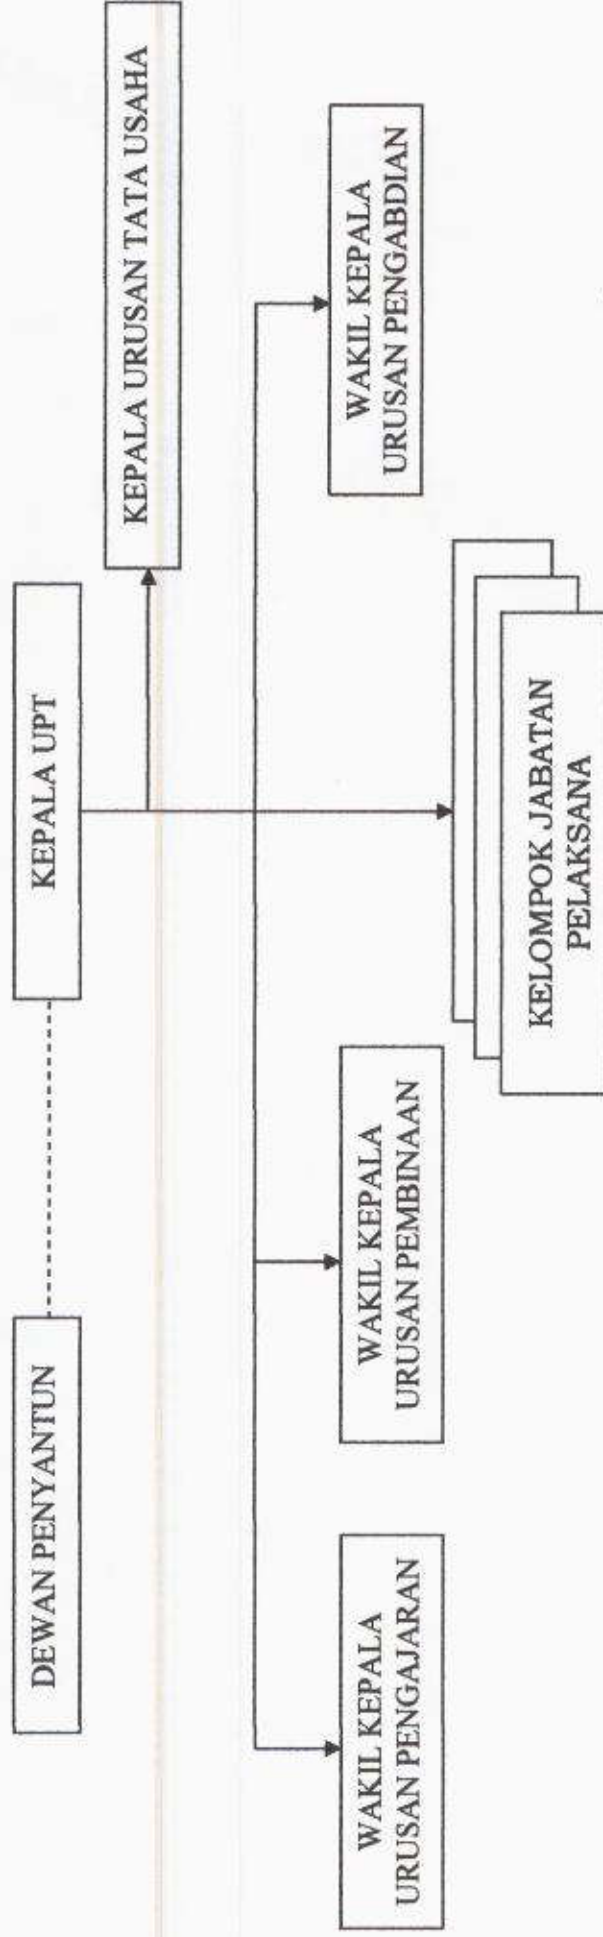 DEWAN PENYANTUN
KEPALA UPT
KEPALA URUSAN TATA USAHA
WAKIL KEPALA
URUSAN PENGAJARAN
WAKIL KEPALA
URUSAN PEMBINAAN
WAKIL KEPALA
URUSAN PENGABDIAN
KELOMPOK JABATAN
PELAKSANA